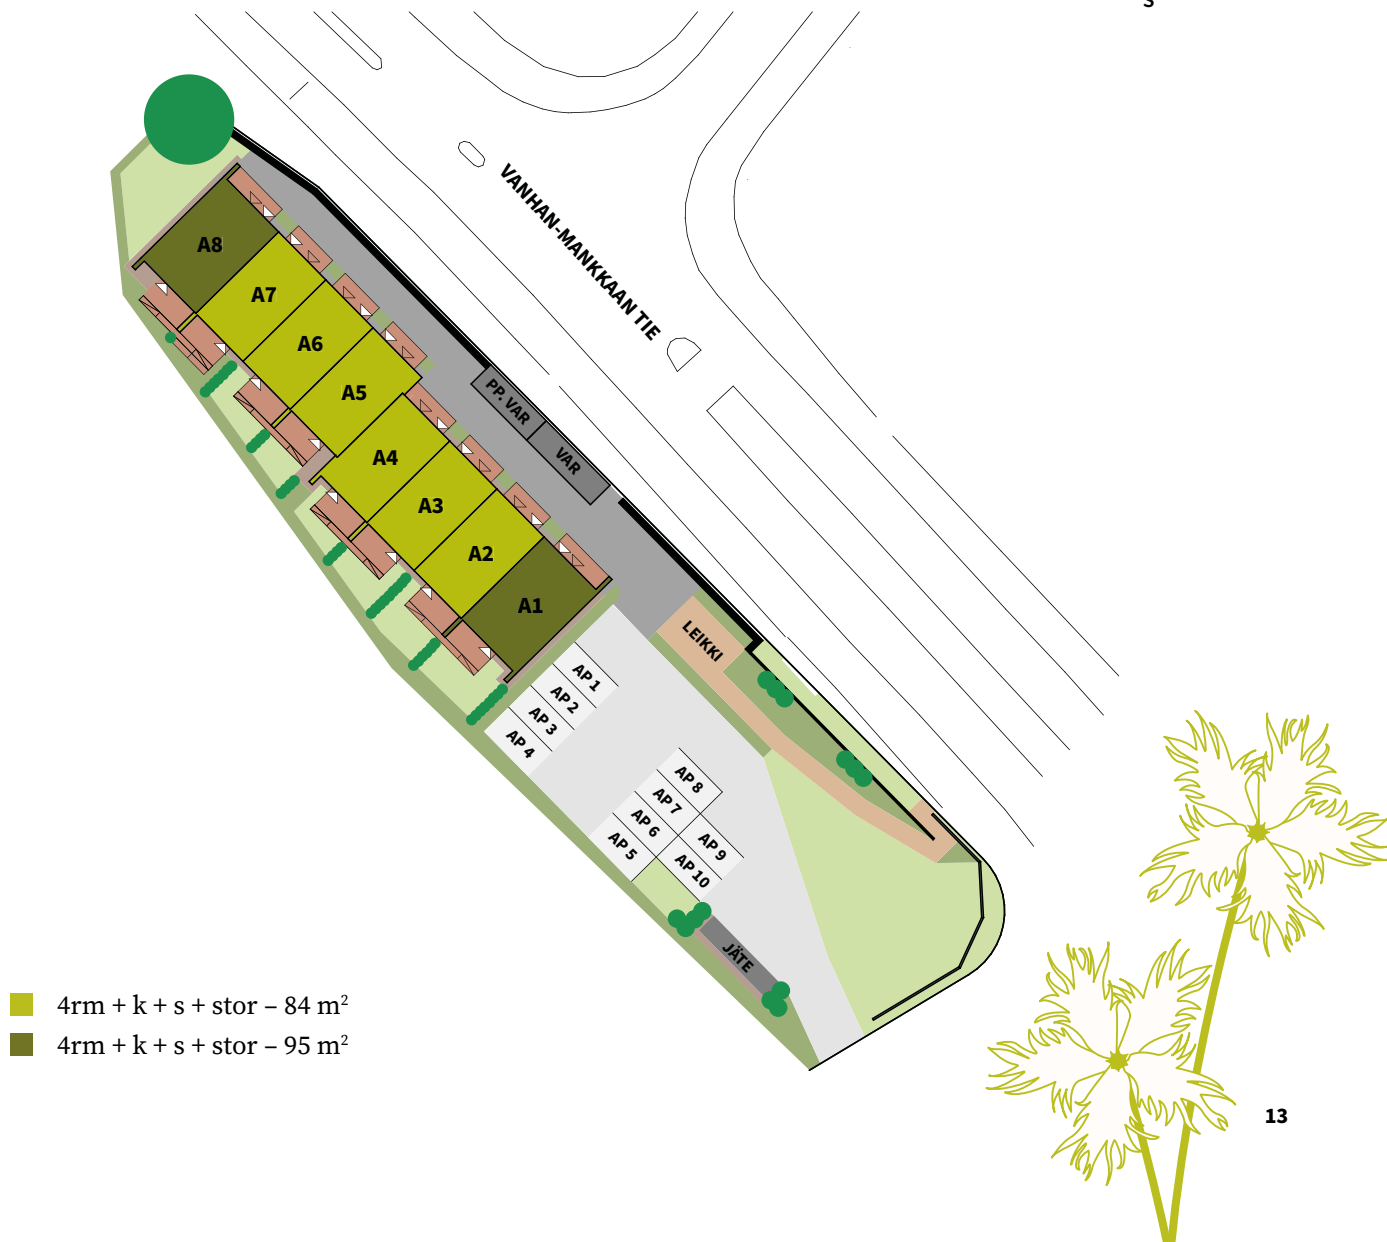 VANHAN-MANKKAAN TIE
A8
A7
A6
A5
A4
A3
A2
A1
PP. VAR
VAR
LEIKKI
AP 1
AP 2
AP 3
AP 4
AP 8
AP 7
AP 6
AP 5
AP 9
AP 10
JÄTE
4rm + k + s + stor – 84 m²
4rm + k + s + stor – 95 m²
13